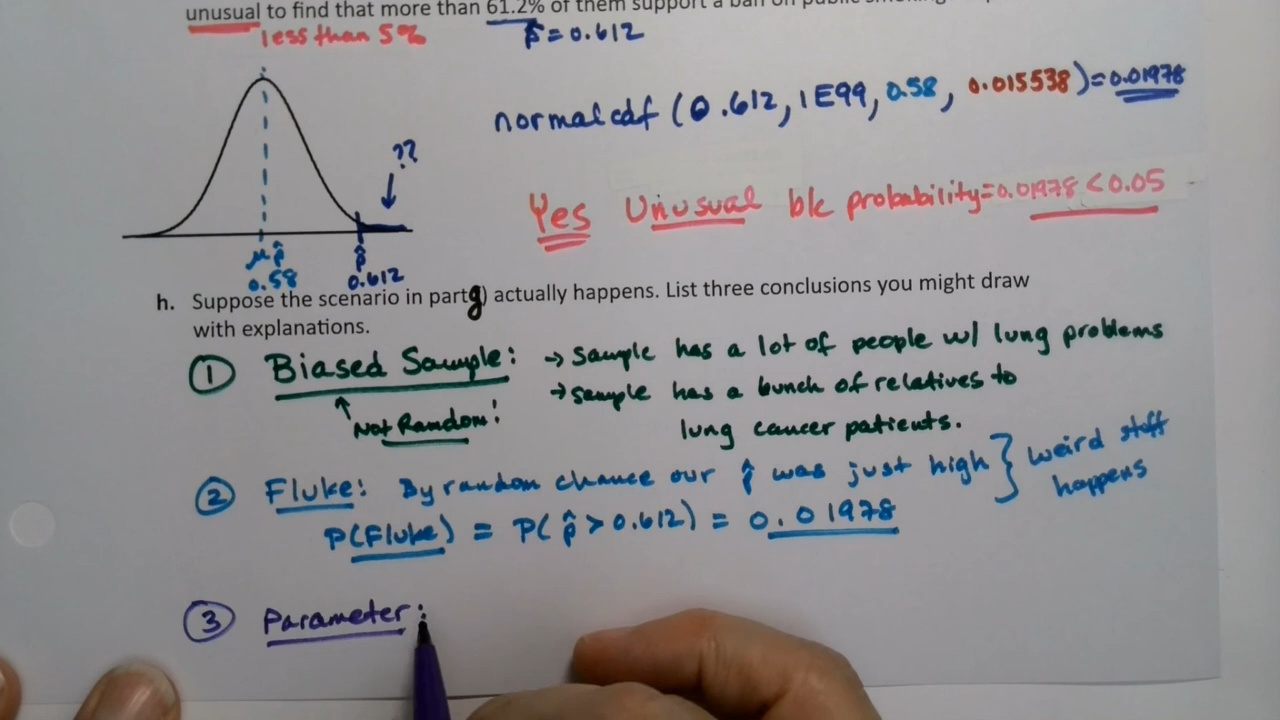 unusual to find that more than 61.2% of them support a ban on public smoking
less than 5%
p̂ = 0.612
normalcdf (0.612, 1E99, 0.58, 0.015538) = 0.01978
??
Yes Unusual b/c probability = 0.01978 < 0.05
μp̂
0.58
p̂
0.612
h. Suppose the scenario in part g) actually happens. List three conclusions you might draw
with explanations.
① Biased Sample: → sample has a lot of people w/ lung problems
→ sample has a bunch of relatives to
lung cancer patients.
Not Random!
② Fluke: By random chance our p̂ was just high } weird stuff
happens
P(Fluke) = P(p̂ > 0.612) = 0.01978
③ Parameter: